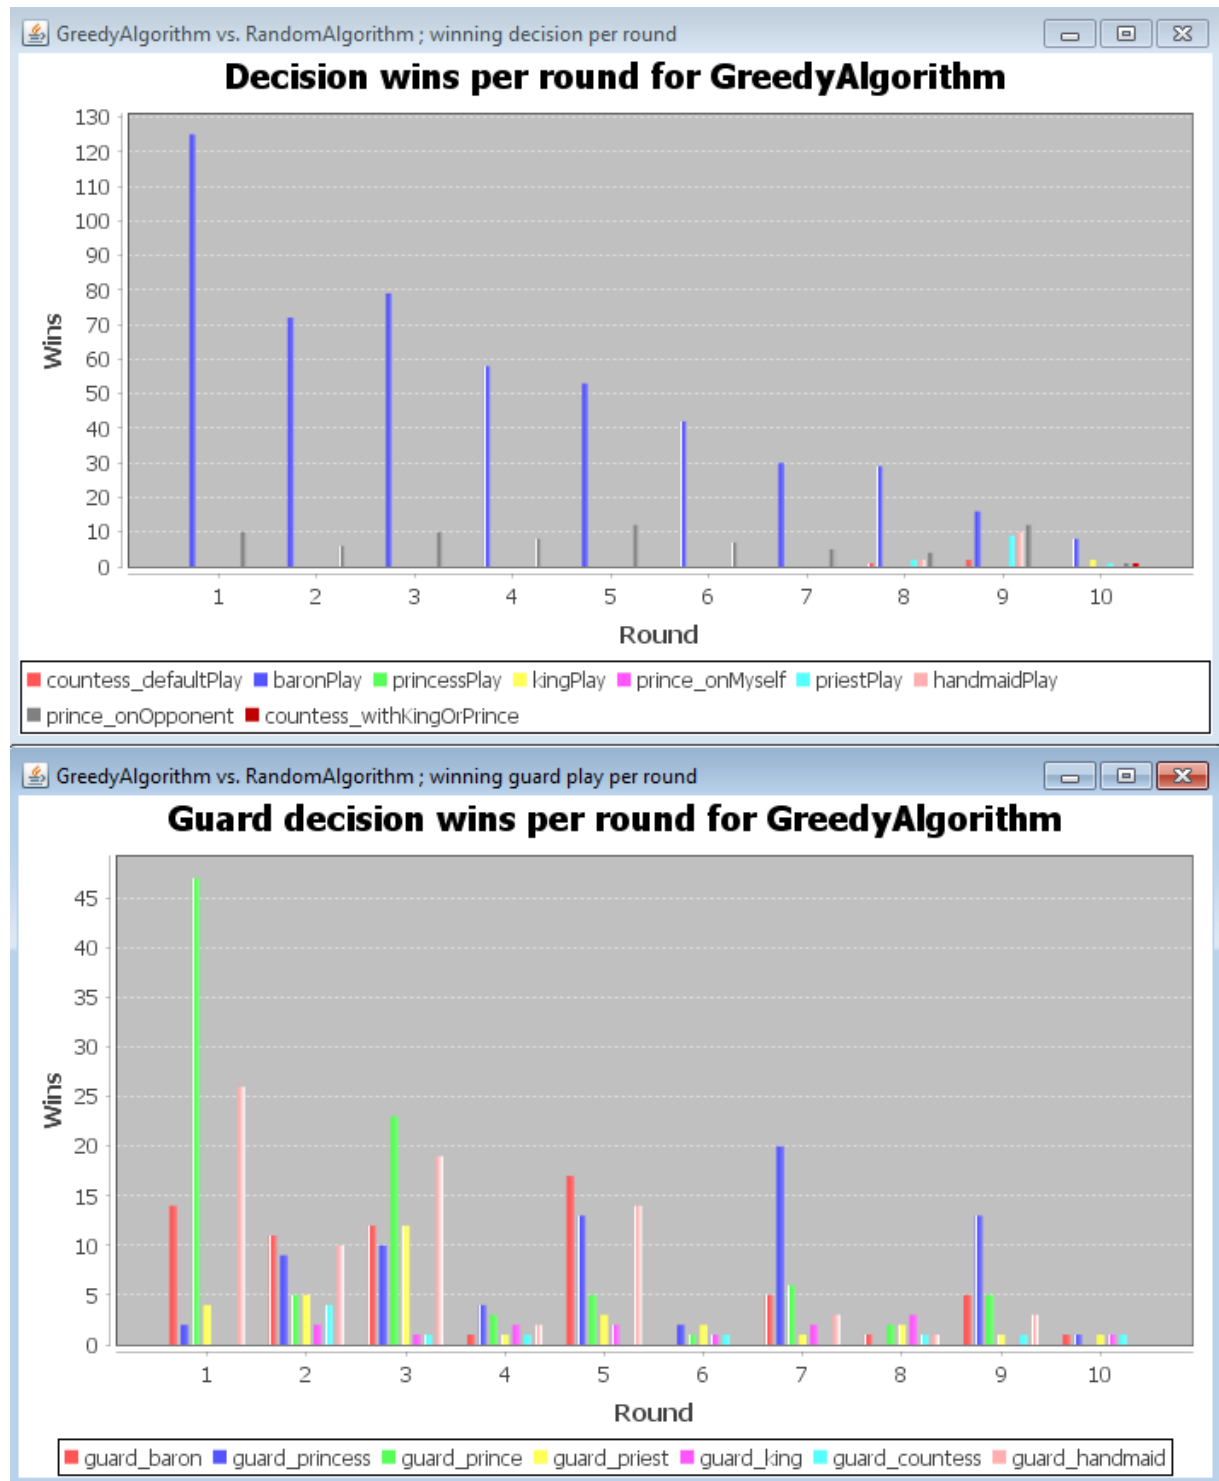 GreedyAlgorithm vs. RandomAlgorithm ; winning decision per round
Decision wins per round for GreedyAlgorithm
130
120
110
100
90
80
70
60
50
40
30
20
10
0
Wins
1 2 3 4 5 6 7 8 9 10
Round
countess_defaultPlay baronPlay princessPlay kingPlay prince_onMyself priestPlay handmaidPlay
prince_onOpponent countess_withKingOrPrince
GreedyAlgorithm vs. RandomAlgorithm ; winning guard play per round
Guard decision wins per round for GreedyAlgorithm
45
40
35
30
25
20
15
10
5
0
Wins
1 2 3 4 5 6 7 8 9 10
Round
guard_baron guard_princess guard_prince guard_priest guard_king guard_countess guard_handmaid